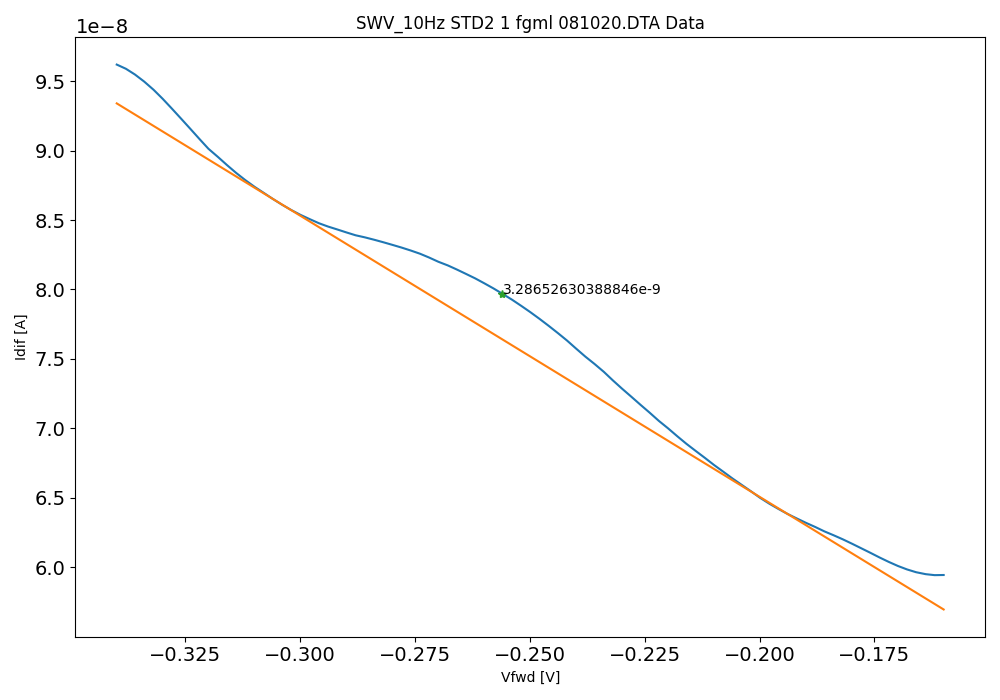 SWV_10Hz STD2 1 fgml 081020.DTA Data
1e−8
9.5
9.0
8.5
8.0
7.5
7.0
6.5
6.0
3.28652630388846e-9
Idif [A]
−0.325 −0.300 −0.275 −0.250 −0.225 −0.200 −0.175
Vfwd [V]